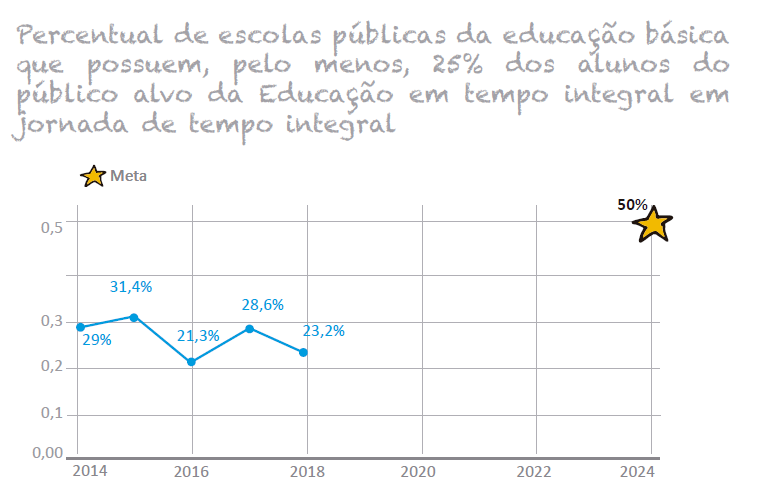 Percentual de escolas públicas da educação básica
que possuem, pelo menos, 25% dos alunos do
público alvo da Educação em tempo integral em
jornada de tempo integral
Meta
50%
0,5
31,4%
28,6%
0,3
21,3%
23,2%
29%
0,2
0,1
0,00
2014 2016 2018 2020 2022 2024